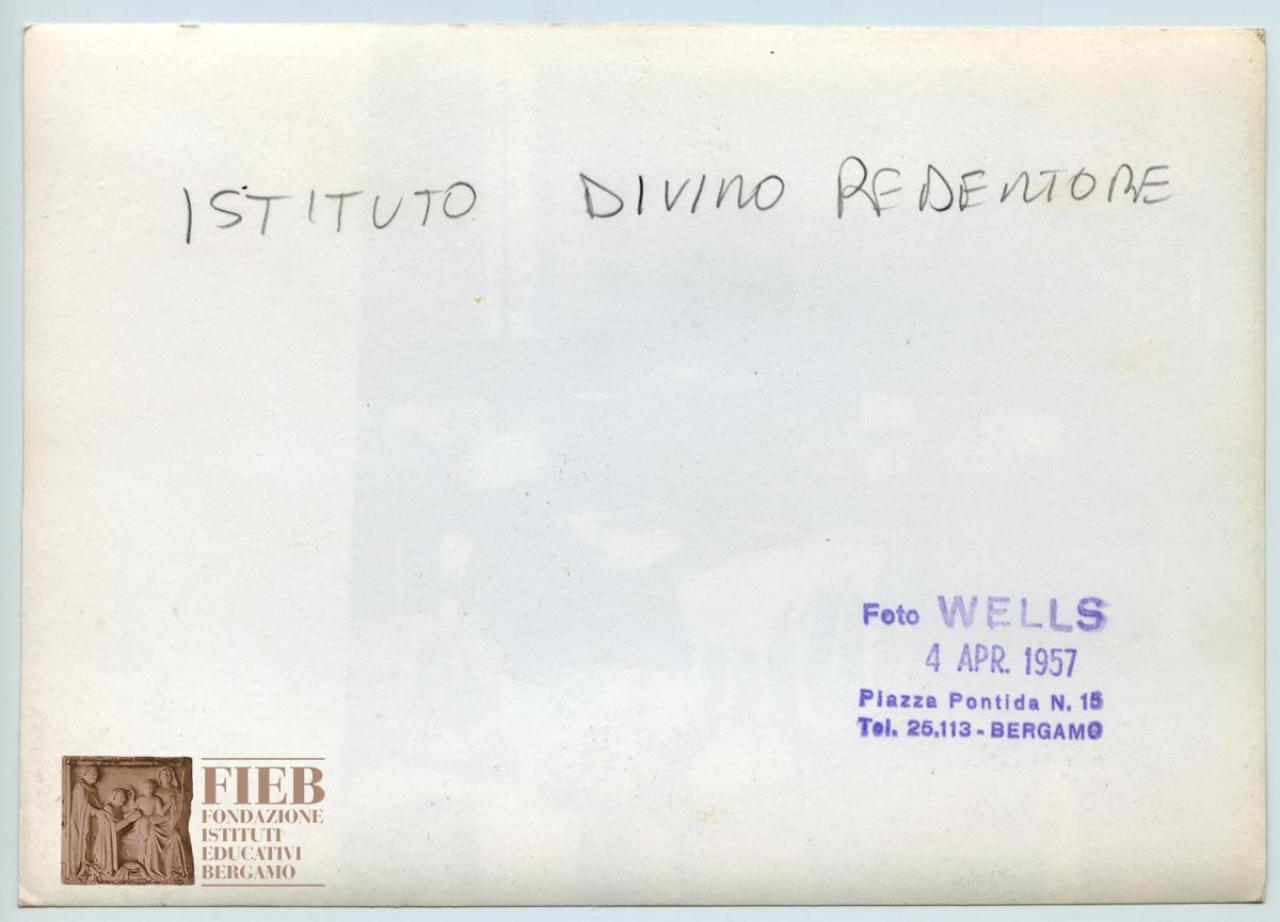 ISTITUTO DIVINO REDENTORE
Foto WELLS
4 APR. 1957
Piazza Pontida N. 15
Tel. 25.113 - BERGAMO
FIEB
FONDAZIONE
ISTITUTI
EDUCATIVI
BERGAMO